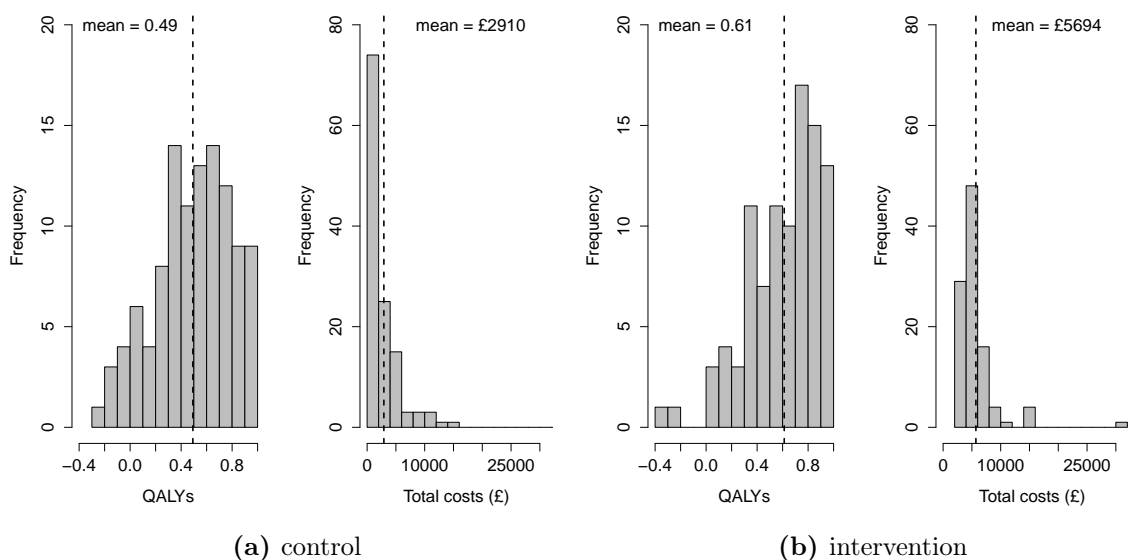 mean = 0.49
mean = £2910
mean = 0.61
mean = £5694
Frequency
0
5
10
15
20
Frequency
0
20
40
60
80
Frequency
0
5
10
15
20
Frequency
0
20
40
60
80
−0.4 0.0 0.4 0.8
0 10000 25000
−0.4 0.0 0.4 0.8
0 10000 25000
QALYs
Total costs (£)
QALYs
Total costs (£)
(a) control
(b) intervention